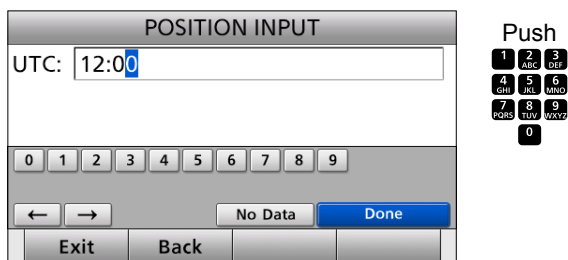 POSITION INPUT
UTC: 12:00
0 1 2 3 4 5 6 7 8 9
← → No Data Done
Exit Back
Push
1 2 ABC 3 DEF
4 GHI 5 JKL 6 MNO
7 PQRS 8 TUV 9 WXYZ
0